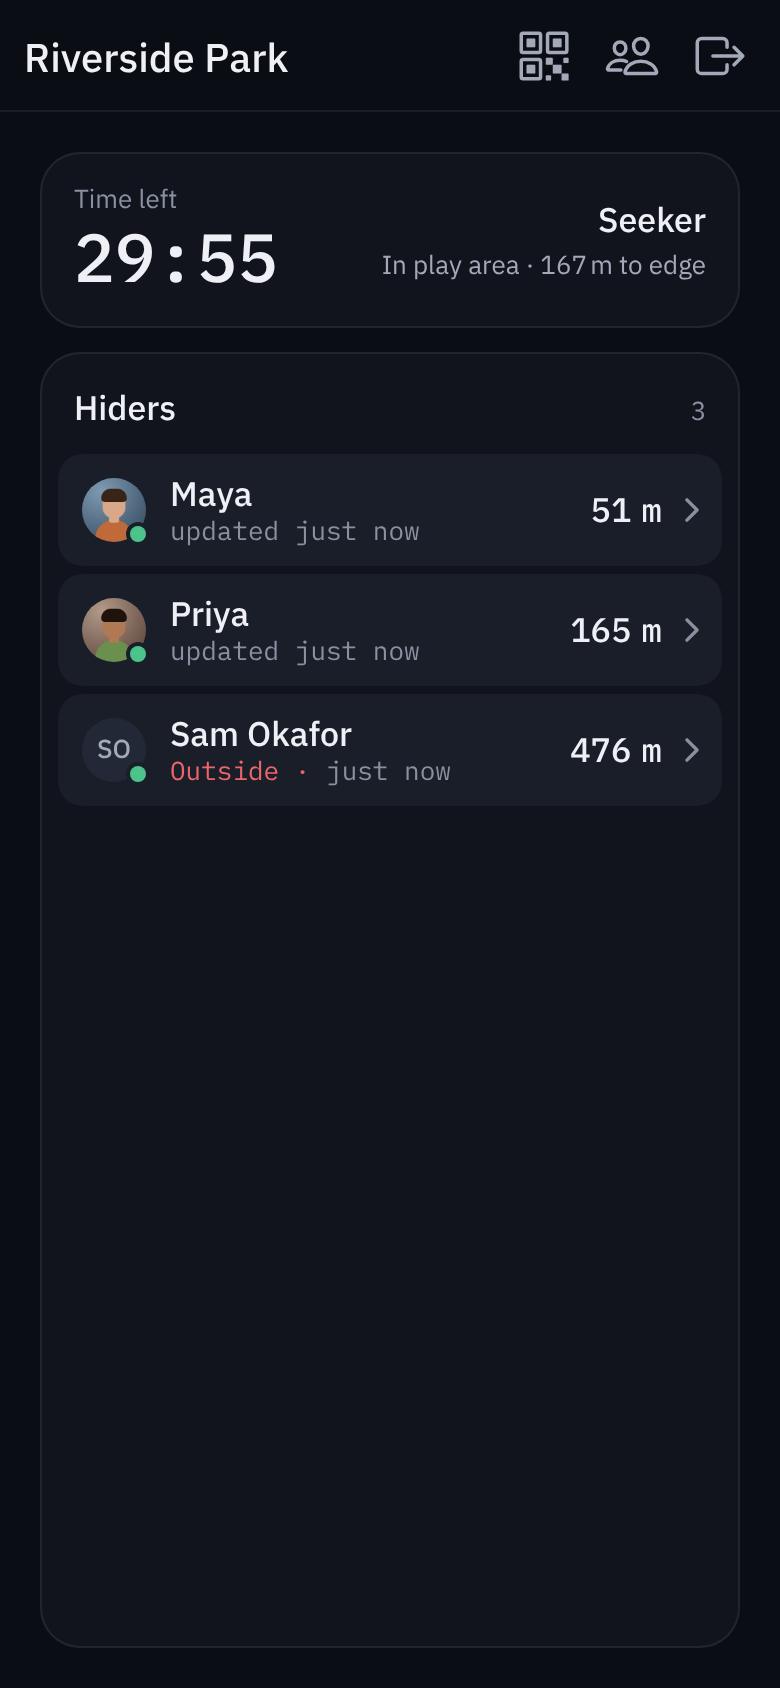 Riverside Park
Time left
29:55
Seeker
In play area · 167 m to edge
Hiders
3
Maya
updated just now
51 m
Priya
updated just now
165 m
SO
Sam Okafor
Outside · just now
476 m